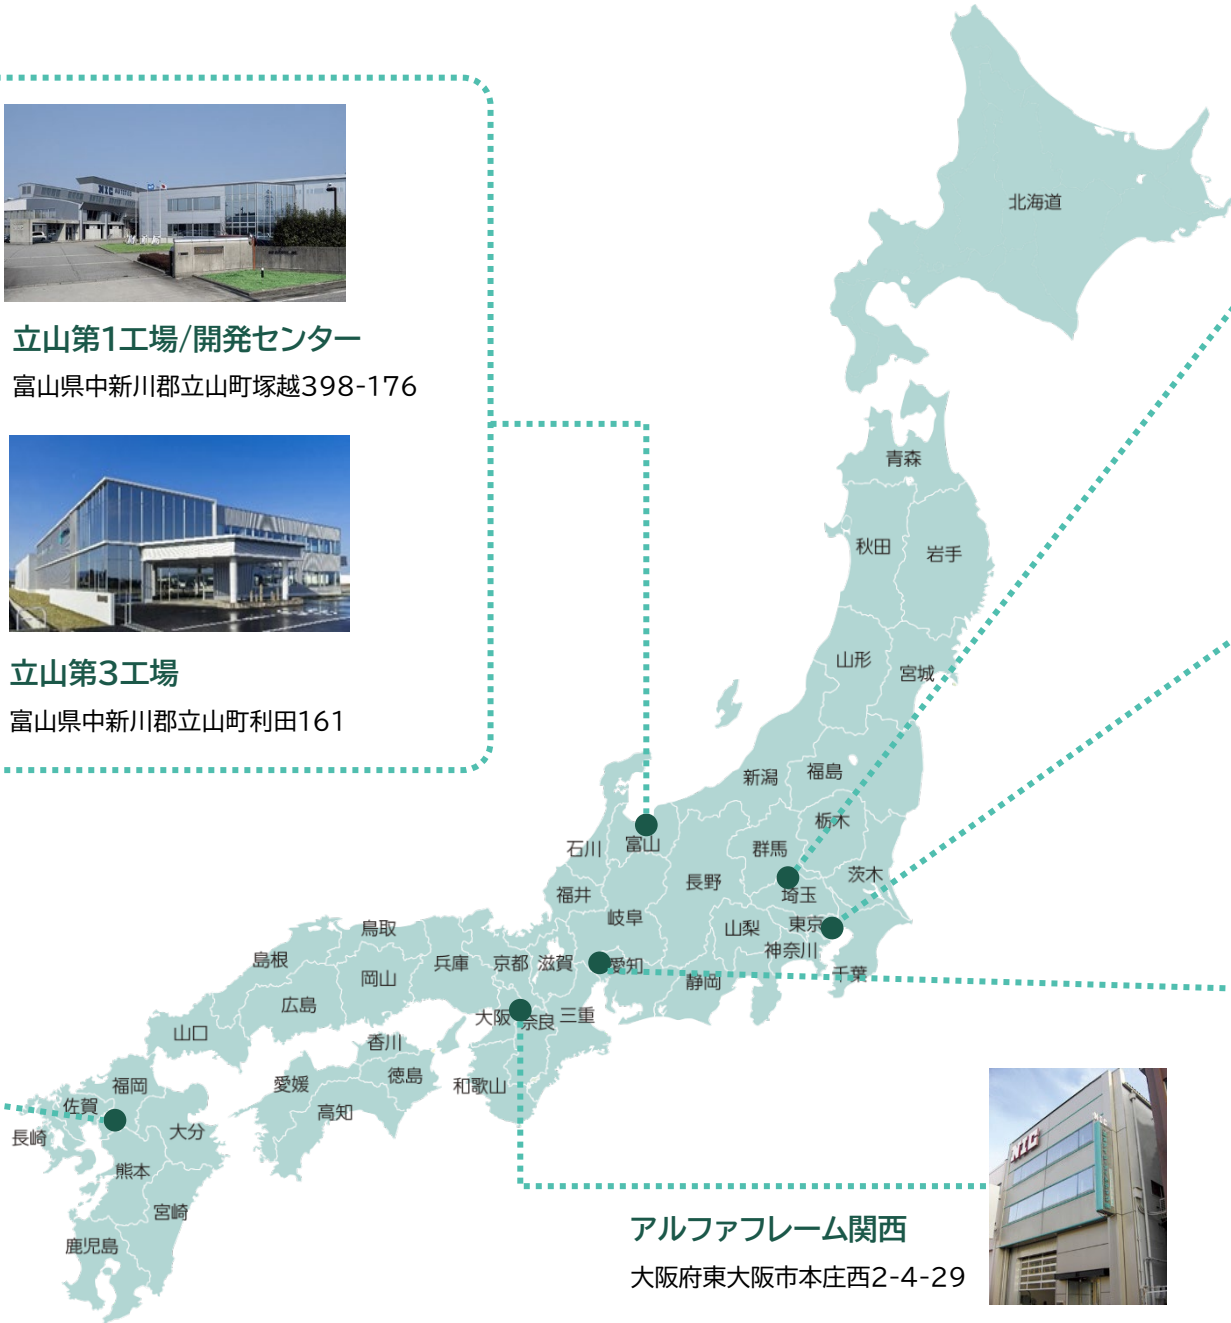 立山第1工場/開発センター
富山県中新川郡立山町塚越398-176
立山第3工場
富山県中新川郡立山町利田161
北海道
青森
秋田
岩手
山形
宮城
新潟
福島
栃木
群馬
茨木
石川
富山
長野
埼玉
福井
岐阜
山梨
東京
神奈川
千葉
鳥取
島根
岡山
兵庫
京都
滋賀
愛知
静岡
広島
大阪
奈良
三重
山口
香川
徳島
愛媛
高知
和歌山
福岡
佐賀
長崎
大分
熊本
宮崎
鹿児島
NIC
アルファフレーム関西
大阪府東大阪市本庄西2-4-29